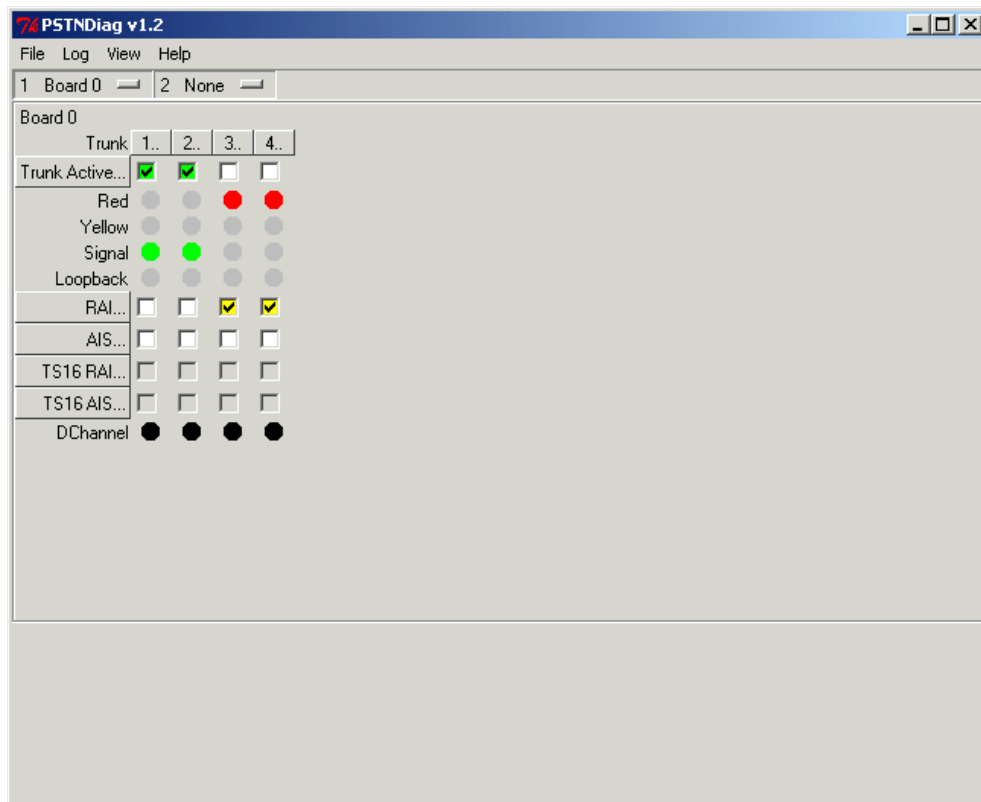 PSTNDiag v1.2
File Log View Help
1 Board 0 2 None
Board 0
Trunk 1.. 2.. 3.. 4..
Trunk Active...
Red
Yellow
Signal
Loopback
RAI...
AIS...
TS16 RAI...
TS16 AIS...
DChannel